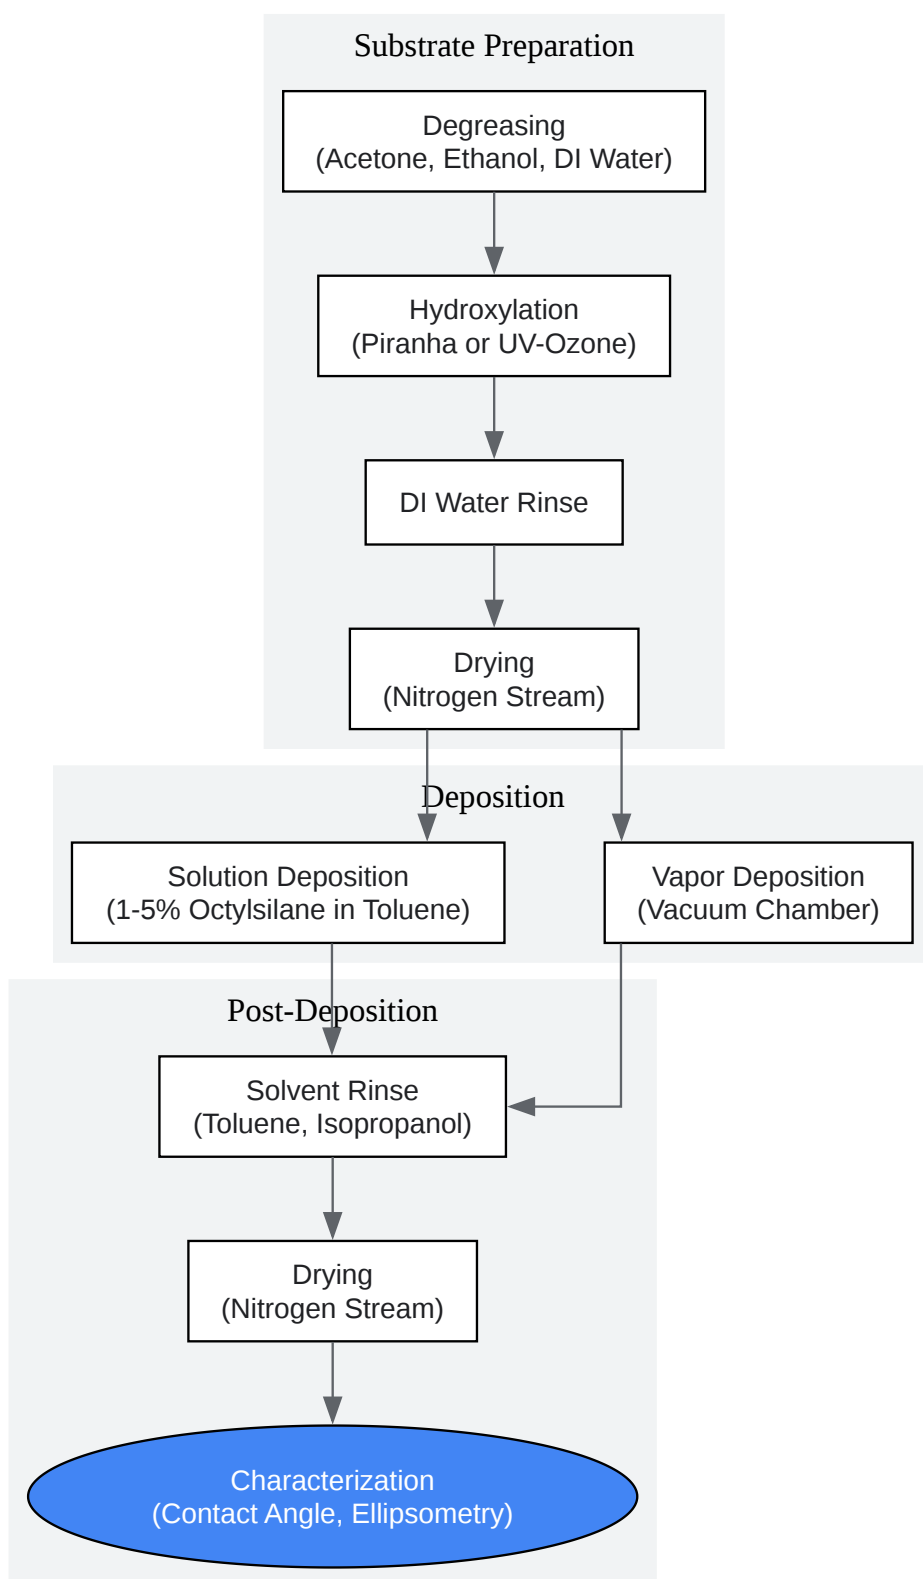 Substrate Preparation
Degreasing
(Acetone, Ethanol, DI Water)
Hydroxylation
(Piranha or UV-Ozone)
DI Water Rinse
Drying
(Nitrogen Stream)
Deposition
Solution Deposition
(1-5% Octylsilane in Toluene)
Vapor Deposition
(Vacuum Chamber)
Post-Deposition
Solvent Rinse
(Toluene, Isopropanol)
Drying
(Nitrogen Stream)
Characterization
(Contact Angle, Ellipsometry)